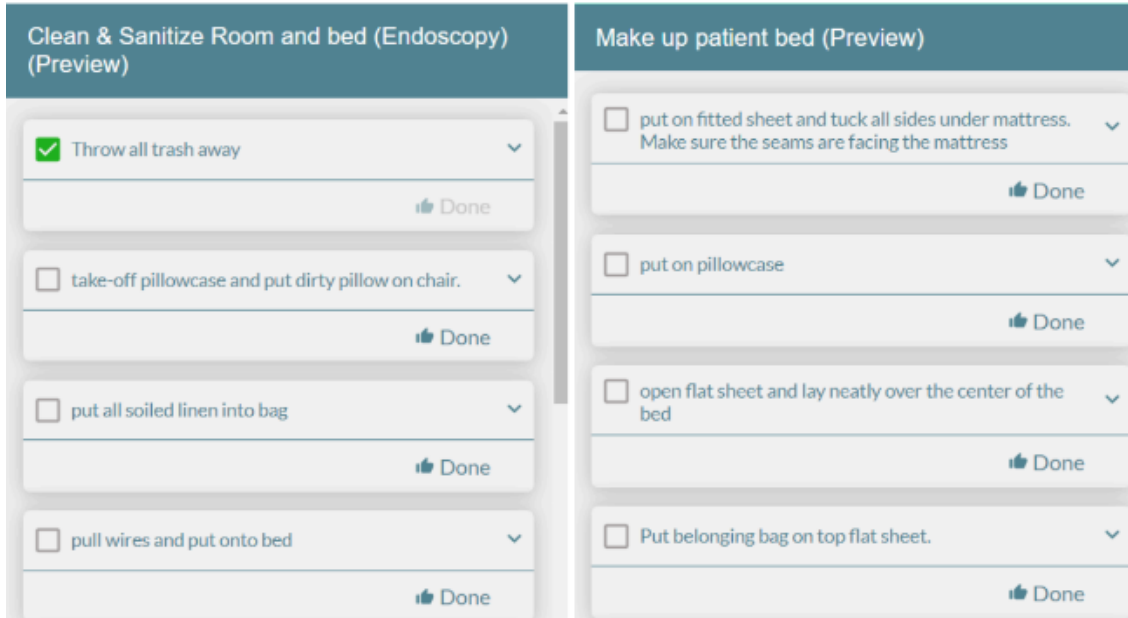 Clean & Sanitize Room and bed (Endoscopy)
(Preview)
Throw all trash away
Done
take-off pillowcase and put dirty pillow on chair.
Done
put all soiled linen into bag
Done
pull wires and put onto bed
Done
Make up patient bed (Preview)
put on fitted sheet and tuck all sides under mattress.
Make sure the seams are facing the mattress
Done
put on pillowcase
Done
open flat sheet and lay neatly over the center of the
bed
Done
Put belonging bag on top flat sheet.
Done